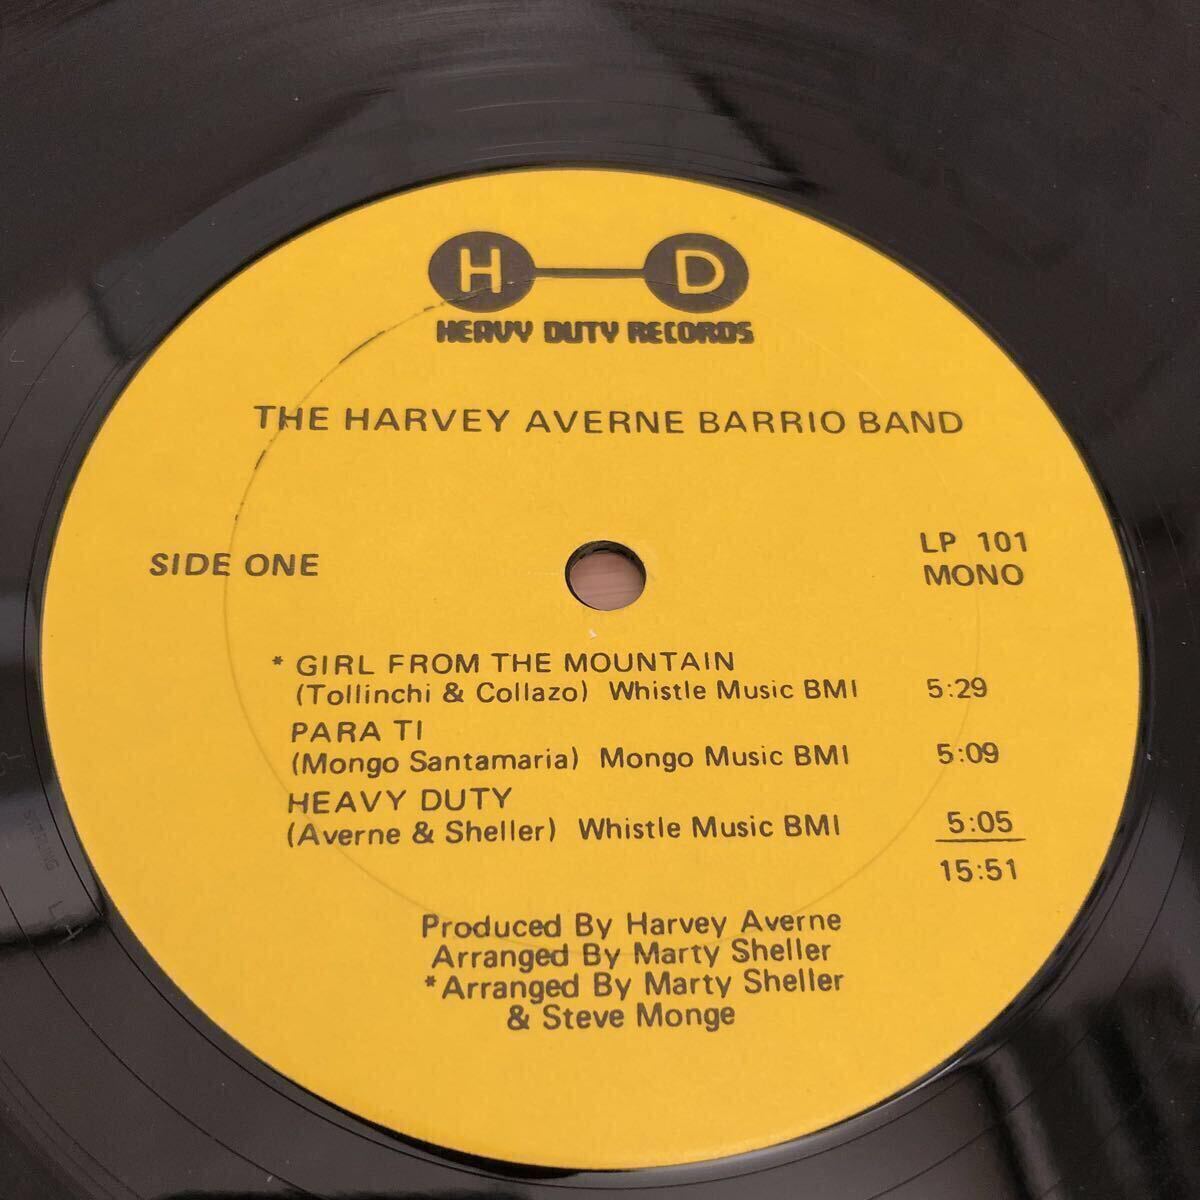 H D
HEAVY DUTY RECORDS
THE HARVEY AVERNE BARRIO BAND
SIDE ONE
LP 101
MONO
* GIRL FROM THE MOUNTAIN
(Tollinchi & Collazo) Whistle Music BMI 5:29
PARA TI
(Mongo Santamaria) Mongo Music BMI 5:09
HEAVY DUTY
(Averne & Sheller) Whistle Music BMI 5:05
15:51
Produced By Harvey Averne
Arranged By Marty Sheller
*Arranged By Marty Sheller
& Steve Monge